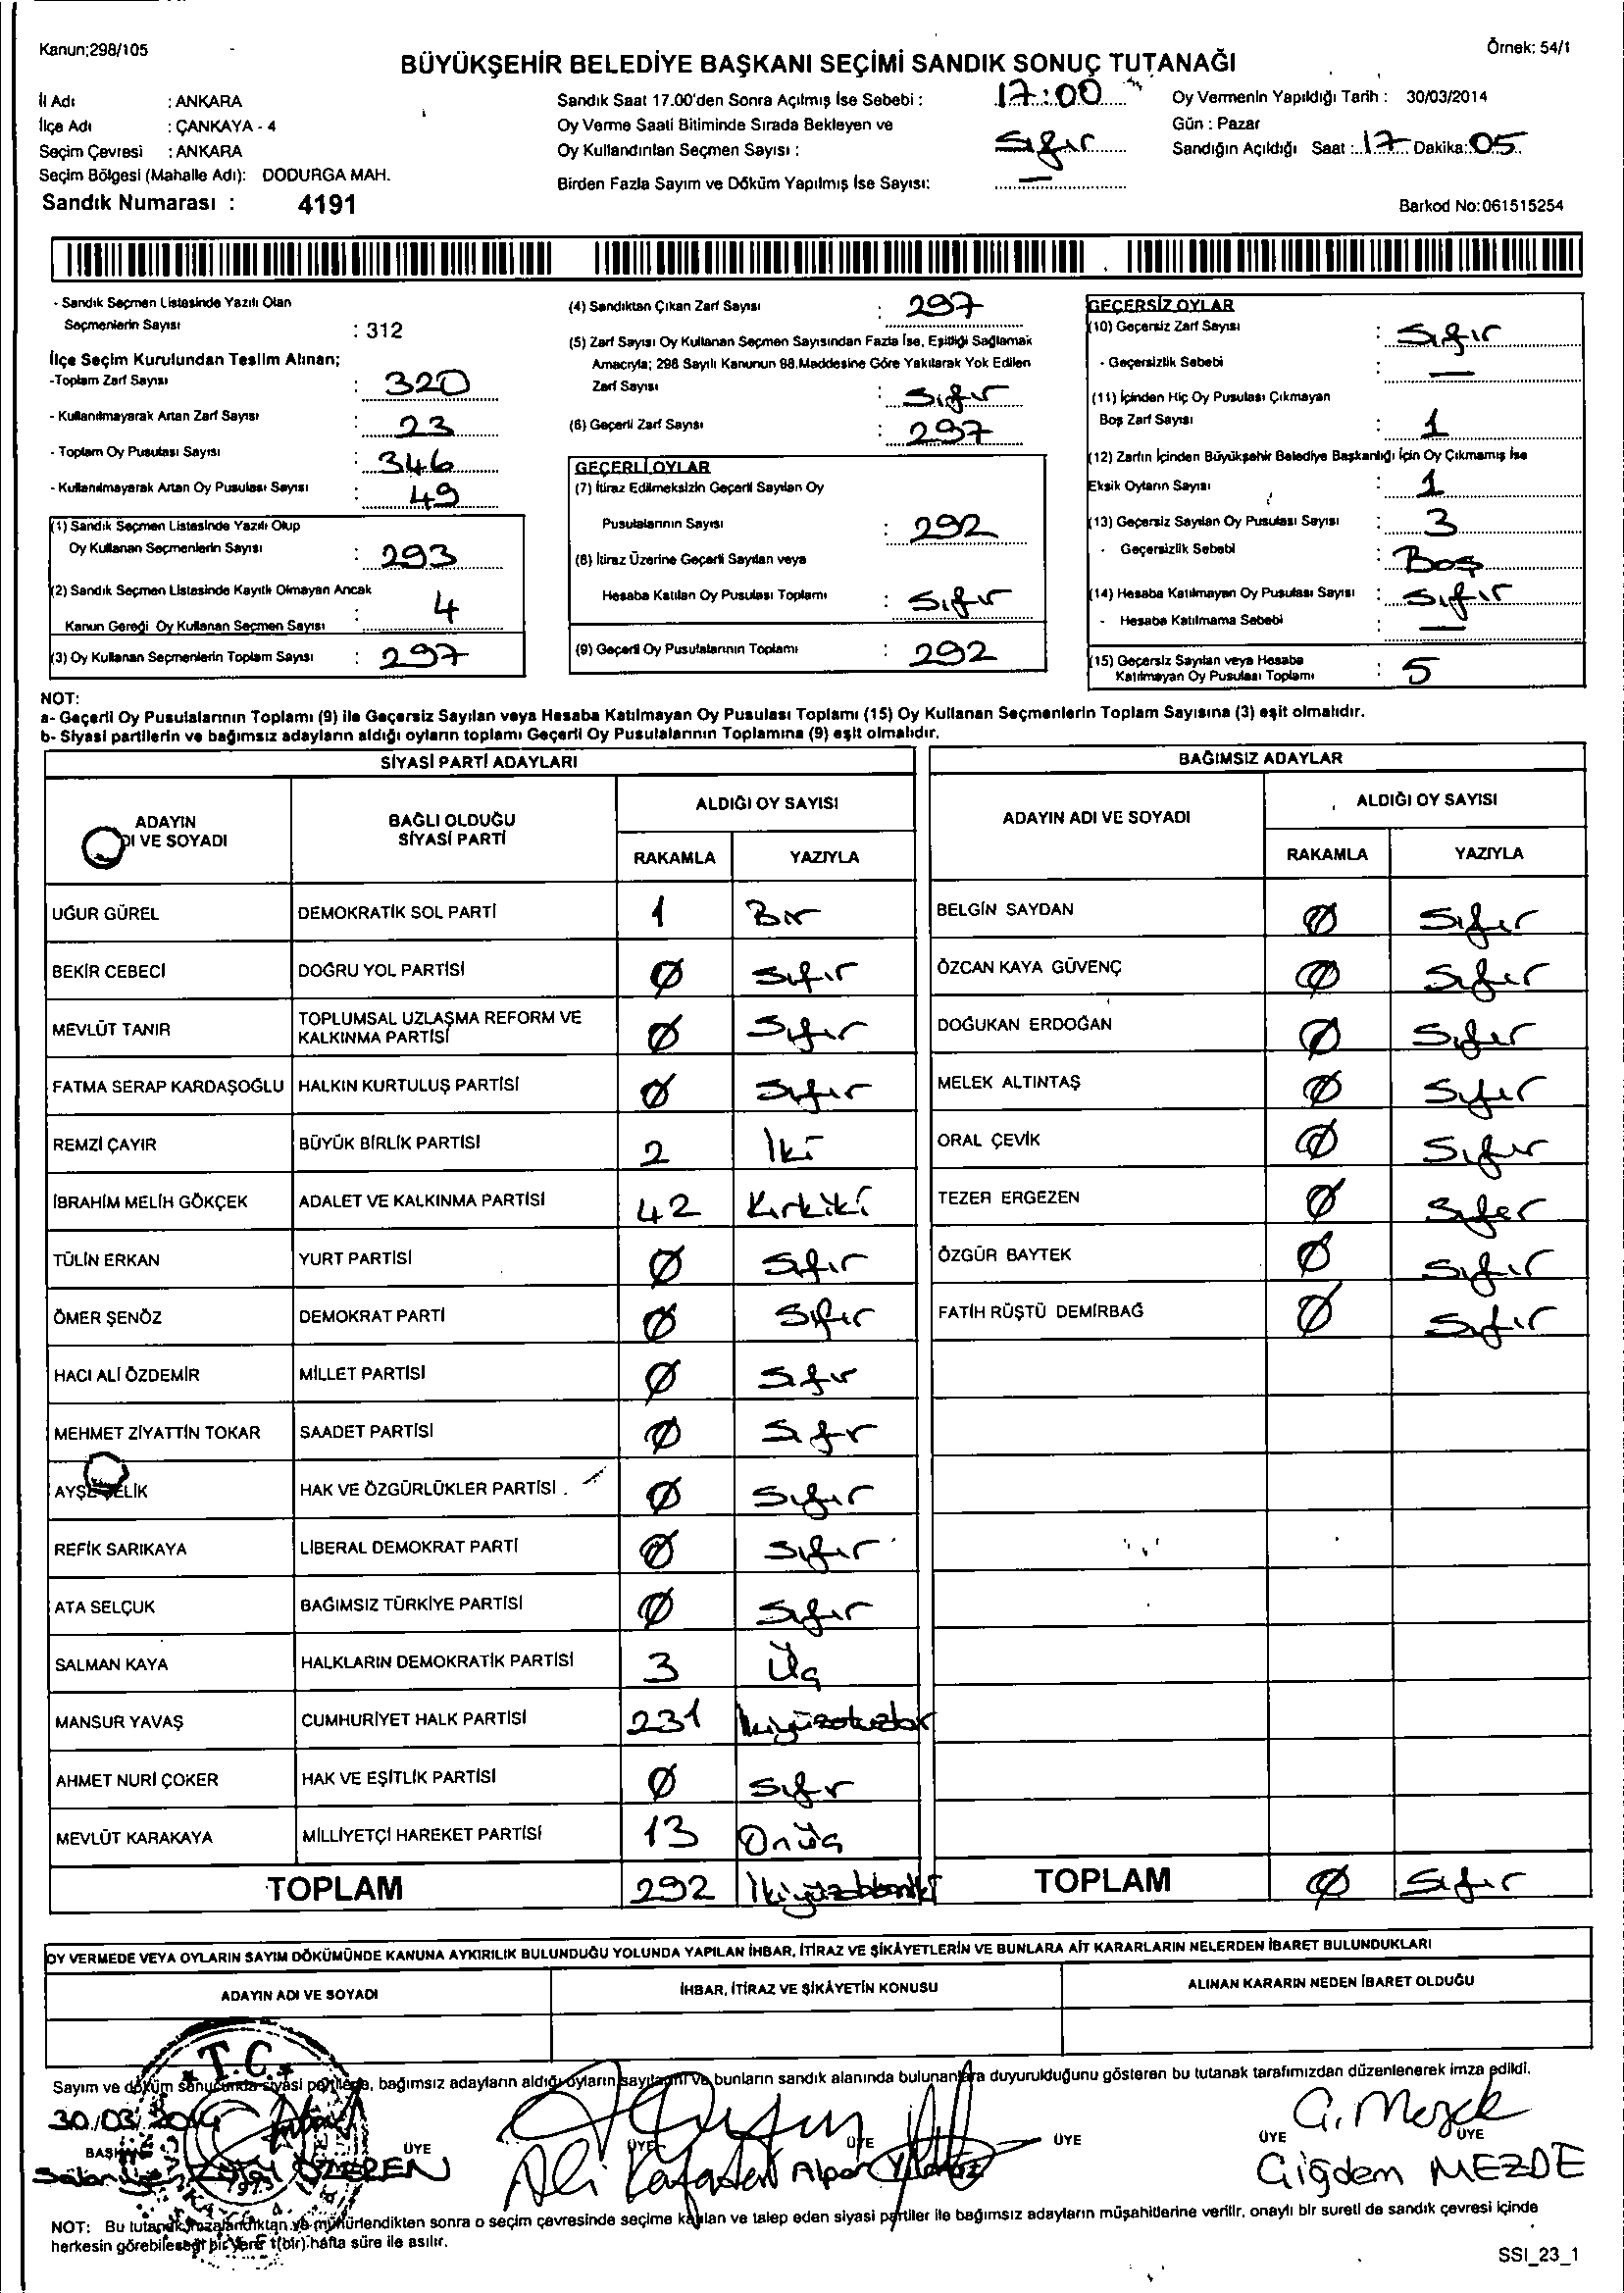 Kanun;298/105
Örnek: 54/1
BÜYÜKŞEHİR BELEDİYE BAŞKANI SEÇİMİ SANDIK SONUÇ TUTANAĞI
İl Adı : ANKARA
İlçe Adı : ÇANKAYA - 4
Seçim Çevresi : ANKARA
Seçim Bölgesi (Mahalle Adı): DODURGA MAH.
Sandık Numarası : 4191
Sandık Saat 17.00'den Sonra Açılmış İse Sebebi : 17:00
Oy Verme Saati Bitiminde Sırada Bekleyen ve
Oy Kullandırılan Seçmen Sayısı : Sıfır
Birden Fazla Sayım ve Döküm Yapılmış İse Sayısı: —
Oy Vermenin Yapıldığı Tarih : 30/03/2014
Gün : Pazar
Sandığın Açıldığı Saat : 17 Dakika: 05
Barkod No:061515254
- Sandık Seçmen Listesinde Yazılı Olan
Seçmenlerin Sayısı : 312
İlçe Seçim Kurulundan Teslim Alınan;
-Toplam Zarf Sayısı : 320
- Kullanılmayarak Artan Zarf Sayısı : 23
- Toplam Oy Pusulası Sayısı : 346
- Kullanılmayarak Artan Oy Pusulası Sayısı : 49
(1) Sandık Seçmen Listesinde Yazılı Olup
Oy Kullanan Seçmenlerin Sayısı : 293
(2) Sandık Seçmen Listesinde Kayıtlı Olmayan Ancak
Kanun Gereği Oy Kullanan Seçmen Sayısı : 4
(3) Oy Kullanan Seçmenlerin Toplam Sayısı : 297
(4) Sandıktan Çıkan Zarf Sayısı : 297
(5) Zarf Sayısı Oy Kullanan Seçmen Sayısından Fazla İse, Eşitliği Sağlamak
Amacıyla; 298 Sayılı Kanunun 98.Maddesine Göre Yakılarak Yok Edilen
Zarf Sayısı : Sıfır
(6) Geçerli Zarf Sayısı : 297
GEÇERLİ OYLAR
(7) İtiraz Edilmeksizin Geçerli Sayılan Oy
Pusulalarının Sayısı : 292
(8) İtiraz Üzerine Geçerli Sayılan veya
Hesaba Katılan Oy Pusulası Toplamı : Sıfır
(9) Geçerli Oy Pusulalarının Toplamı : 292
GEÇERSİZ OYLAR
(10) Geçersiz Zarf Sayısı : Sıfır
- Geçersizlik Sebebi : —
(11) İçinden Hiç Oy Pusulası Çıkmayan
Boş Zarf Sayısı : 1
(12) Zarfın İçinden Büyükşehir Belediye Başkanlığı İçin Oy Çıkmamış İse
Eksik Oyların Sayısı : 1
(13) Geçersiz Sayılan Oy Pusulası Sayısı : 3
- Geçersizlik Sebebi : Boş
(14) Hesaba Katılmayan Oy Pusulası Sayısı : Sıfır
- Hesaba Katılmama Sebebi : —
(15) Geçersiz Sayılan veya Hesaba
Katılmayan Oy Pusulası Toplamı : 5
NOT:
a- Geçerli Oy Pusulalarının Toplamı (9) ile Geçersiz Sayılan veya Hesaba Katılmayan Oy Pusulası Toplamı (15) Oy Kullanan Seçmenlerin Toplam Sayısına (3) eşit olmalıdır.
b- Siyasi partilerin ve bağımsız adayların aldığı oyların toplamı Geçerli Oy Pusulalarının Toplamına (9) eşit olmalıdır.
SİYASİ PARTİ ADAYLARI
ADAYIN
DI VE SOYADI
BAĞLI OLDUĞU
SİYASİ PARTİ
ALDIĞI OY SAYISI
RAKAMLA YAZIYLA
UĞUR GÜREL DEMOKRATİK SOL PARTİ 1 Bir
BEKİR CEBECİ DOĞRU YOL PARTİSİ Ø Sıfır
MEVLÜT TANIR TOPLUMSAL UZLAŞMA REFORM VE
KALKINMA PARTİSİ Ø Sıfır
FATMA SERAP KARDAŞOĞLU HALKIN KURTULUŞ PARTİSİ Ø Sıfır
REMZİ ÇAYIR BÜYÜK BİRLİK PARTİSİ 2 İki
İBRAHİM MELİH GÖKÇEK ADALET VE KALKINMA PARTİSİ 42 Kırkiki
TÜLİN ERKAN YURT PARTİSİ Ø Sıfır
ÖMER ŞENÖZ DEMOKRAT PARTİ Ø Sıfır
HACI ALİ ÖZDEMİR MİLLET PARTİSİ Ø Sıfır
MEHMET ZİYATTİN TOKAR SAADET PARTİSİ Ø Sıfır
AYŞE ÇELİK HAK VE ÖZGÜRLÜKLER PARTİSİ Ø Sıfır
REFİK SARIKAYA LİBERAL DEMOKRAT PARTİ Ø Sıfır
ATA SELÇUK BAĞIMSIZ TÜRKİYE PARTİSİ Ø Sıfır
SALMAN KAYA HALKLARIN DEMOKRATİK PARTİSİ 3 Üç
MANSUR YAVAŞ CUMHURİYET HALK PARTİSİ 231 İkiyüzotuzbir
AHMET NURİ ÇOKER HAK VE EŞİTLİK PARTİSİ Ø Sıfır
MEVLÜT KARAKAYA MİLLİYETÇİ HAREKET PARTİSİ 13 Onüç
TOPLAM 292 İkiyüzdoksaniki
BAĞIMSIZ ADAYLAR
ADAYIN ADI VE SOYADI
ALDIĞI OY SAYISI
RAKAMLA YAZIYLA
BELGİN SAYDAN Ø Sıfır
ÖZCAN KAYA GÜVENÇ Ø Sıfır
DOĞUKAN ERDOĞAN Ø Sıfır
MELEK ALTINTAŞ Ø Sıfır
ORAL ÇEVİK Ø Sıfır
TEZER ERGEZEN Ø Sıfır
ÖZGÜR BAYTEK Ø Sıfır
FATİH RÜŞTÜ DEMİRBAĞ Ø Sıfır
TOPLAM Ø Sıfır
OY VERMEDE VEYA OYLARIN SAYIM DÖKÜMÜNDE KANUNA AYKIRILIK BULUNDUĞU YOLUNDA YAPILAN İHBAR, İTİRAZ VE ŞİKÂYETLERİN VE BUNLARA AİT KARARLARIN NELERDEN İBARET BULUNDUKLARI
ADAYIN ADI VE SOYADI
İHBAR, İTİRAZ VE ŞİKÂYETİN KONUSU
ALINAN KARARIN NEDEN İBARET OLDUĞU
T.C.
Sayım ve döküm sonucunda siyasi partilere, bağımsız adayların aldığı oyların sayılarını ve bunların sandık alanında bulunanlara duyurulduğunu gösteren bu tutanak tarafımızdan düzenlenerek imza edildi.
30/03/2014
G. Mezde
BAŞKAN ÜYE ÜYE ÜYE ÜYE ÜYE ÜYE
ÖZEREN Ali Alper Yılmaz Çiğdem MEZDE
NOT: Bu tutanak imzalandıktan ve mühürlendikten sonra o seçim çevresinde seçime katılan ve talep eden siyasi partiler ile bağımsız adayların müşahitlerine verilir, onaylı bir sureti de sandık çevresi içinde
herkesin görebileceği bir yere 1(bir) hafta süre ile asılır.
SSI_23_1